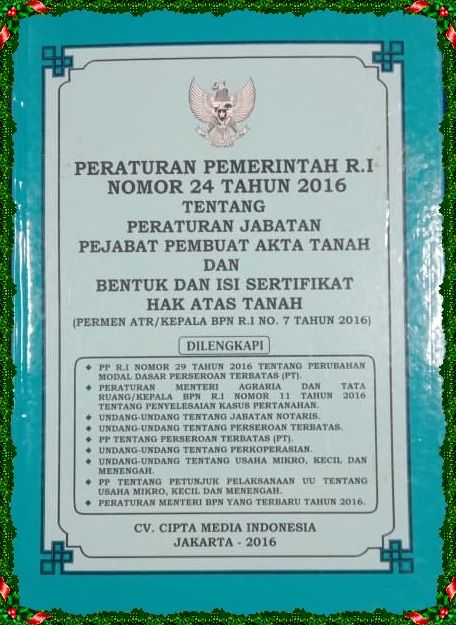 PERATURAN PEMERINTAH R.I
NOMOR 24 TAHUN 2016
TENTANG
PERATURAN JABATAN
PEJABAT PEMBUAT AKTA TANAH
DAN
BENTUK DAN ISI SERTIFIKAT
HAK ATAS TANAH
(PERMEN ATR/KEPALA BPN R.I NO. 7 TAHUN 2016)
DILENGKAPI
❖ PP R.I NOMOR 29 TAHUN 2016 TENTANG PERUBAHAN
MODAL DASAR PERSEROAN TERBATAS (PT).
❖ PERATURAN MENTERI AGRARIA DAN TATA
RUANG/KEPALA BPN R.I NOMOR 11 TAHUN 2016
TENTANG PENYELESAIAN KASUS PERTANAHAN.
❖ UNDANG-UNDANG TENTANG JABATAN NOTARIS.
❖ UNDANG-UNDANG TENTANG PERSEROAN TERBATAS.
❖ PP TENTANG PERSEROAN TERBATAS (PT).
❖ UNDANG-UNDANG TENTANG PERKOPERASIAN.
❖ UNDANG-UNDANG TENTANG USAHA MIKRO, KECIL DAN
MENENGAH.
❖ PP TENTANG PETUNJUK PELAKSANAAN UU TENTANG
USAHA MIKRO, KECIL DAN MENENGAH.
❖ PERATURAN MENTERI BPN YANG TERBARU TAHUN 2016.
CV. CIPTA MEDIA INDONESIA
JAKARTA - 2016